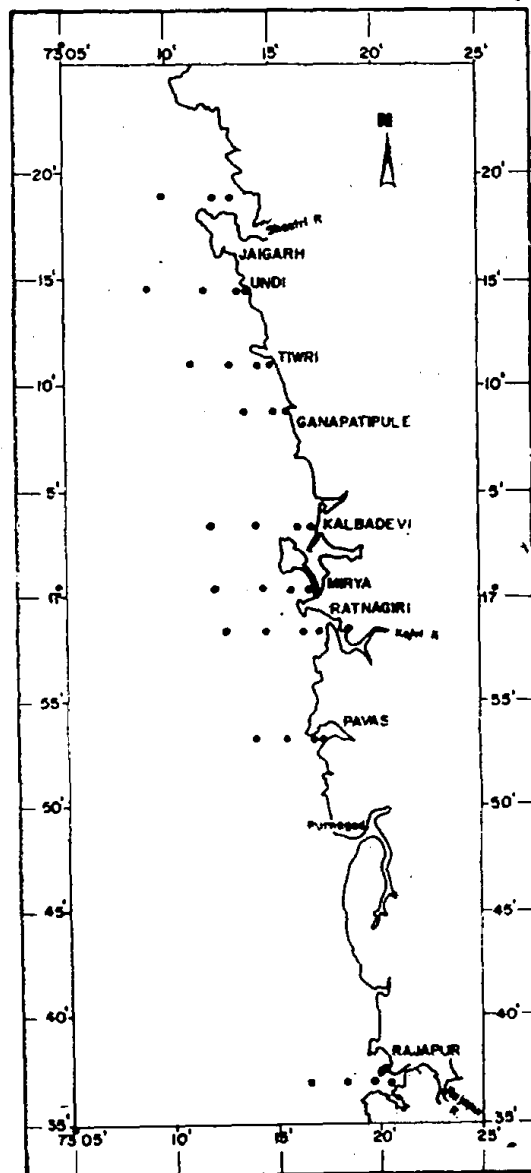 73°05' 10' 15' 20'
N
20' 20'
Shastri R
JAIGARH
15' UNDI 15'
TIWRI
10' 10'
GANAPATIPULE
5' 5'
KALBADEVI
17° MIRYA 17°
RATNAGIRI
Kajvi R
55' 55'
PAVAS
50' 50'
Purnagad
45' 45'
40' 40'
RAJAPUR
35' 35'
73°05' 10' 15' 20' 25'